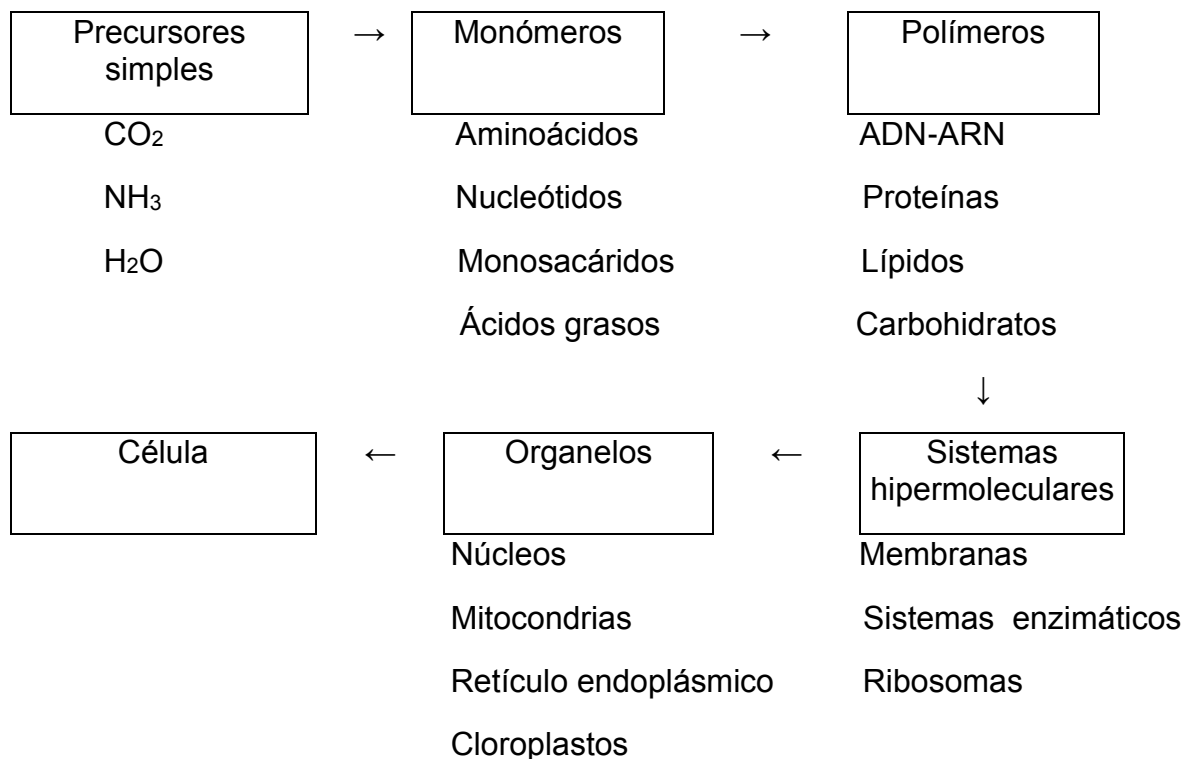 Precursores → Monómeros → Polímeros
simples
CO₂ Aminoácidos ADN-ARN
NH₃ Nucleótidos Proteínas
H₂O Monosacáridos Lípidos
Ácidos grasos Carbohidratos
↓
Célula ← Organelos ← Sistemas
hipermoleculares
Núcleos Membranas
Mitocondrias Sistemas enzimáticos
Retículo endoplásmico Ribosomas
Cloroplastos